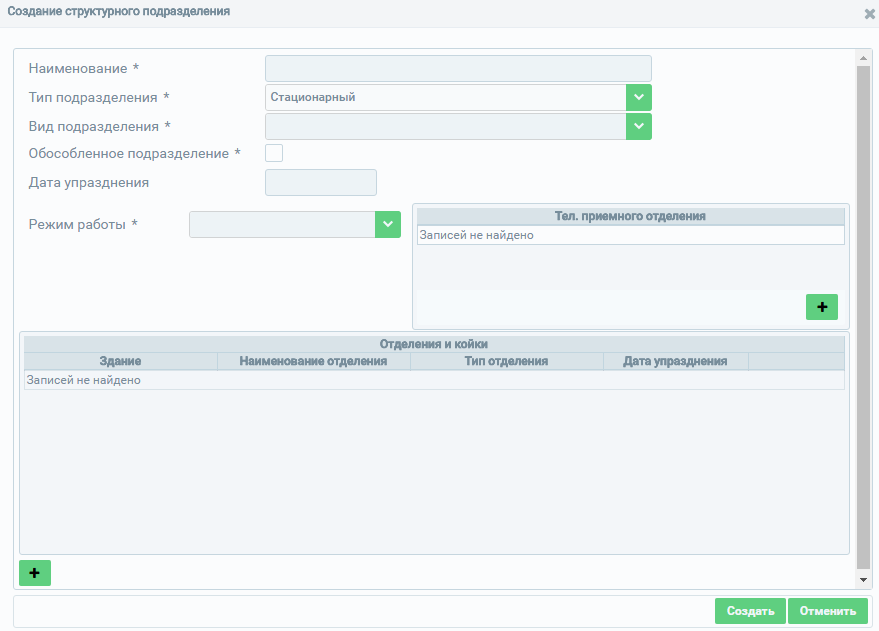 Создание структурного подразделения
Наименование *
Тип подразделения *
Стационарный
Вид подразделения *
Обособленное подразделение *
Дата упразднения
Режим работы *
Тел. приемного отделения
Записей не найдено
Отделения и койки
Здание Наименование отделения Тип отделения Дата упразднения
Записей не найдено
Создать Отменить